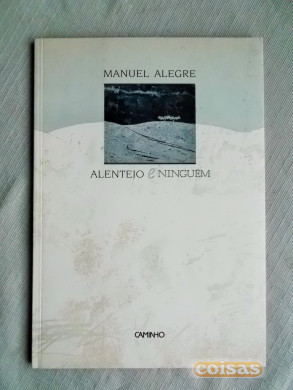 MANUEL ALEGRE
ALENTEJO e NINGUÉM
CAMINHO
coisas